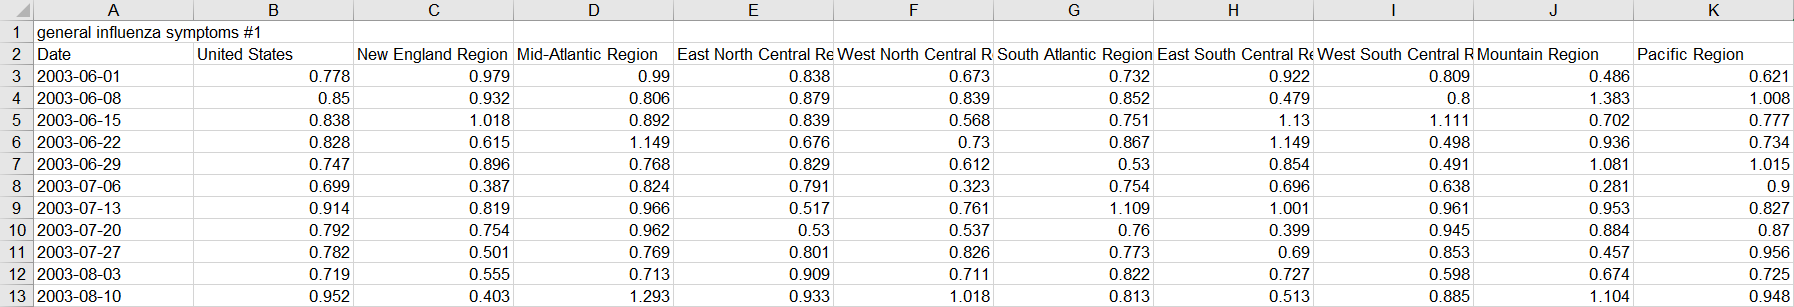 A B C D E F G H I J K
1 general influenza symptoms #1
2 Date United States New England Region Mid-Atlantic Region East North Central Re West North Central R South Atlantic Region East South Central Re West South Central R Mountain Region Pacific Region
3 2003-06-01 0.778 0.979 0.99 0.838 0.673 0.732 0.922 0.809 0.486 0.621
4 2003-06-08 0.85 0.932 0.806 0.879 0.839 0.852 0.479 0.8 1.383 1.008
5 2003-06-15 0.838 1.018 0.892 0.839 0.568 0.751 1.13 1.111 0.702 0.777
6 2003-06-22 0.828 0.615 1.149 0.676 0.73 0.867 1.149 0.498 0.936 0.734
7 2003-06-29 0.747 0.896 0.768 0.829 0.612 0.53 0.854 0.491 1.081 1.015
8 2003-07-06 0.699 0.387 0.824 0.791 0.323 0.754 0.696 0.638 0.281 0.9
9 2003-07-13 0.914 0.819 0.966 0.517 0.761 1.109 1.001 0.961 0.953 0.827
10 2003-07-20 0.792 0.754 0.962 0.53 0.537 0.76 0.399 0.945 0.884 0.87
11 2003-07-27 0.782 0.501 0.769 0.801 0.826 0.773 0.69 0.853 0.457 0.956
12 2003-08-03 0.719 0.555 0.713 0.909 0.711 0.822 0.727 0.598 0.674 0.725
13 2003-08-10 0.952 0.403 1.293 0.933 1.018 0.813 0.513 0.885 1.104 0.948